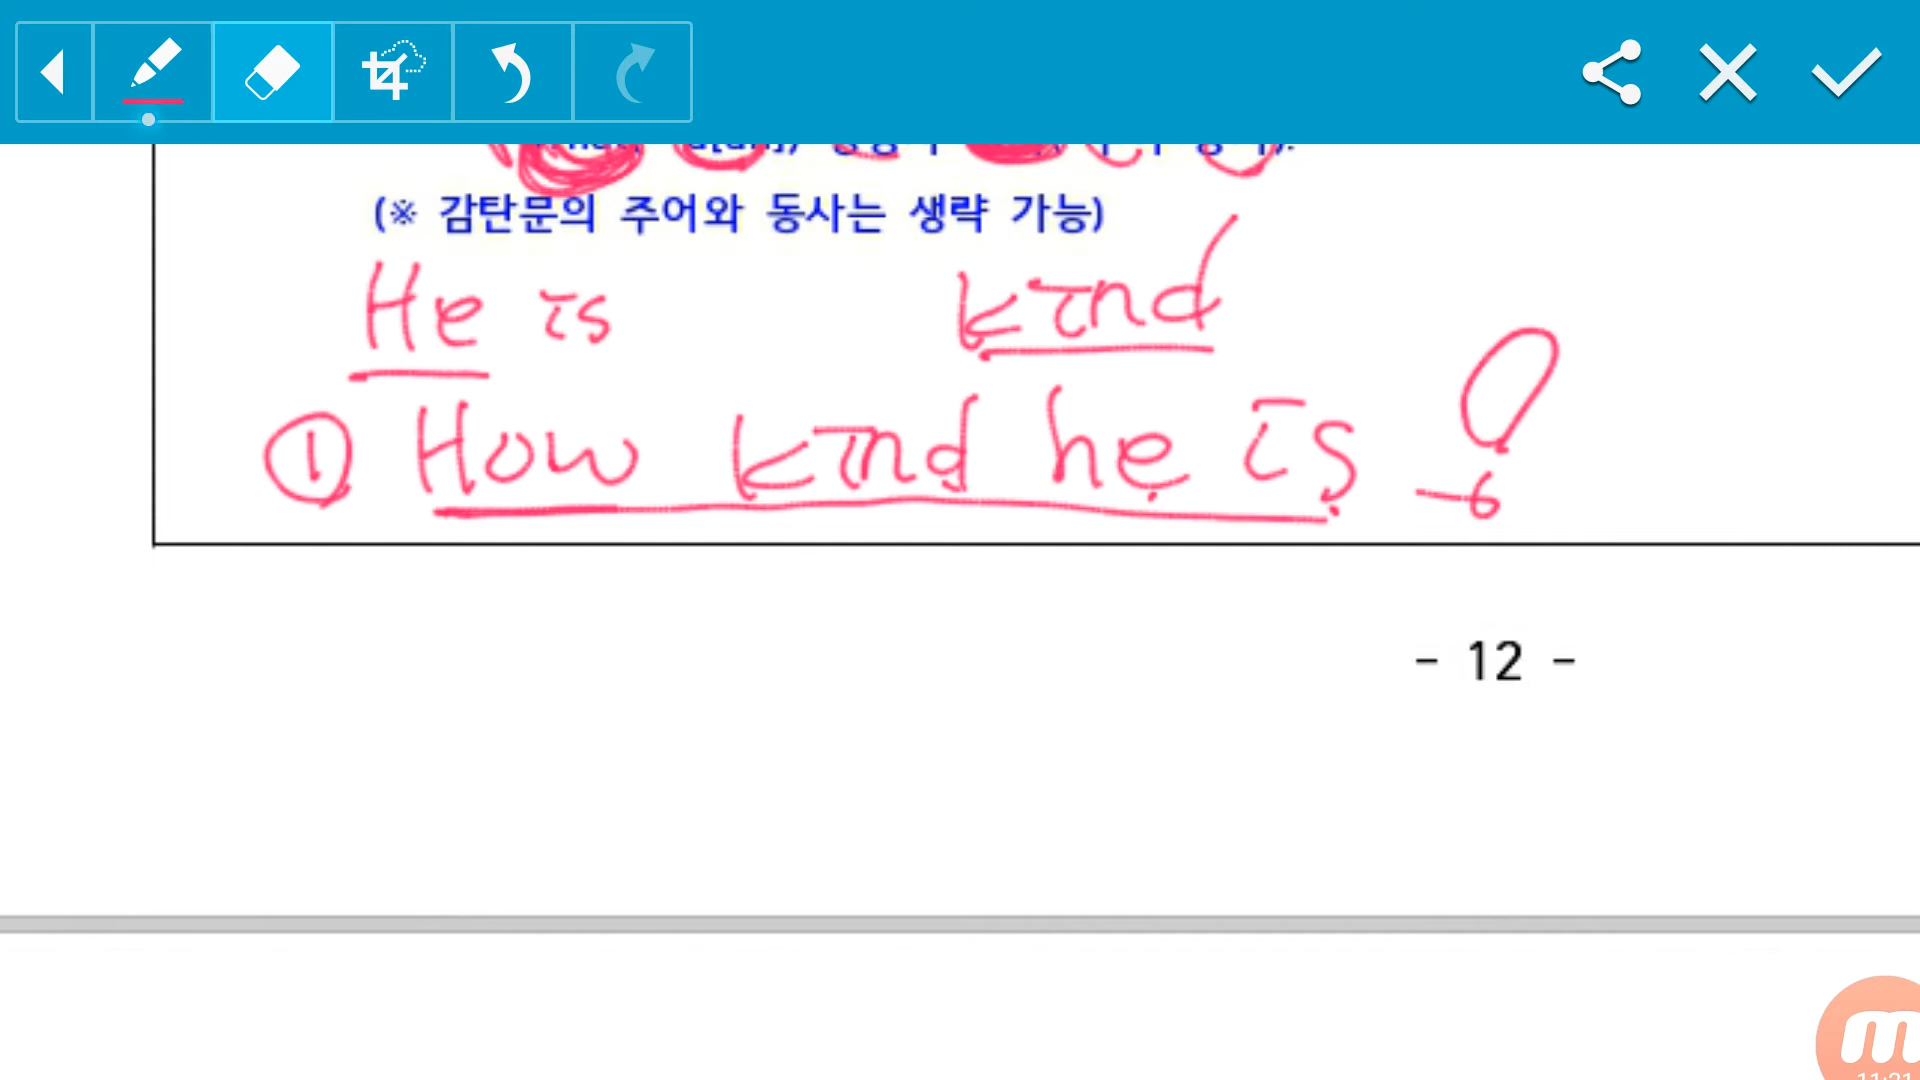 (※ 감탄문의 주어와 동사는 생략 가능)
He is kind
① How kind he is !
- 12 -